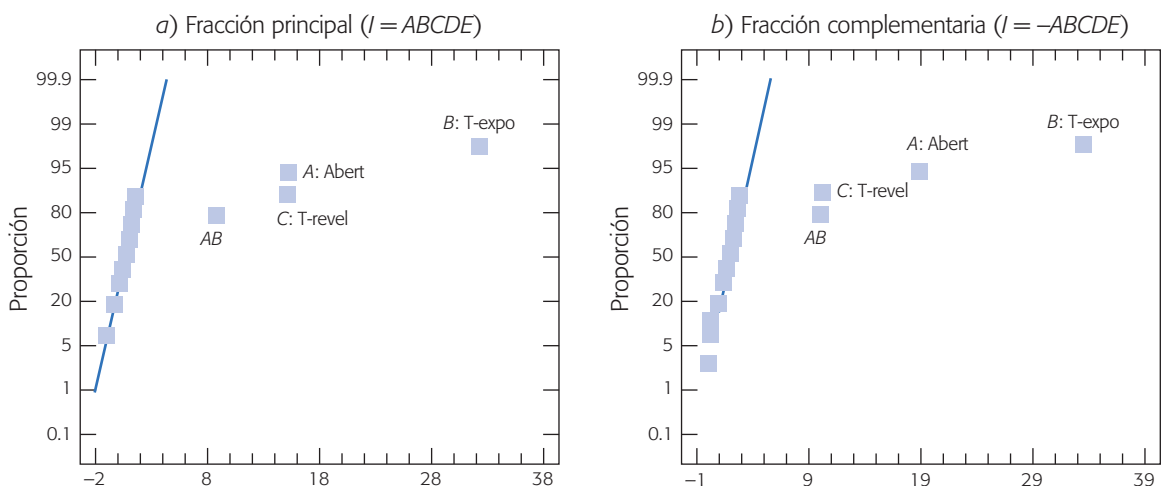 a) Fracción principal (I = ABCDE)
Proporción
99.9
99
95
80
50
20
5
1
0.1
B: T-expo
A: Abert
C: T-revel
AB
–2 8 18 28 38
b) Fracción complementaria (I = –ABCDE)
Proporción
99.9
99
95
80
50
20
5
1
0.1
B: T-expo
A: Abert
C: T-revel
AB
–1 9 19 29 39